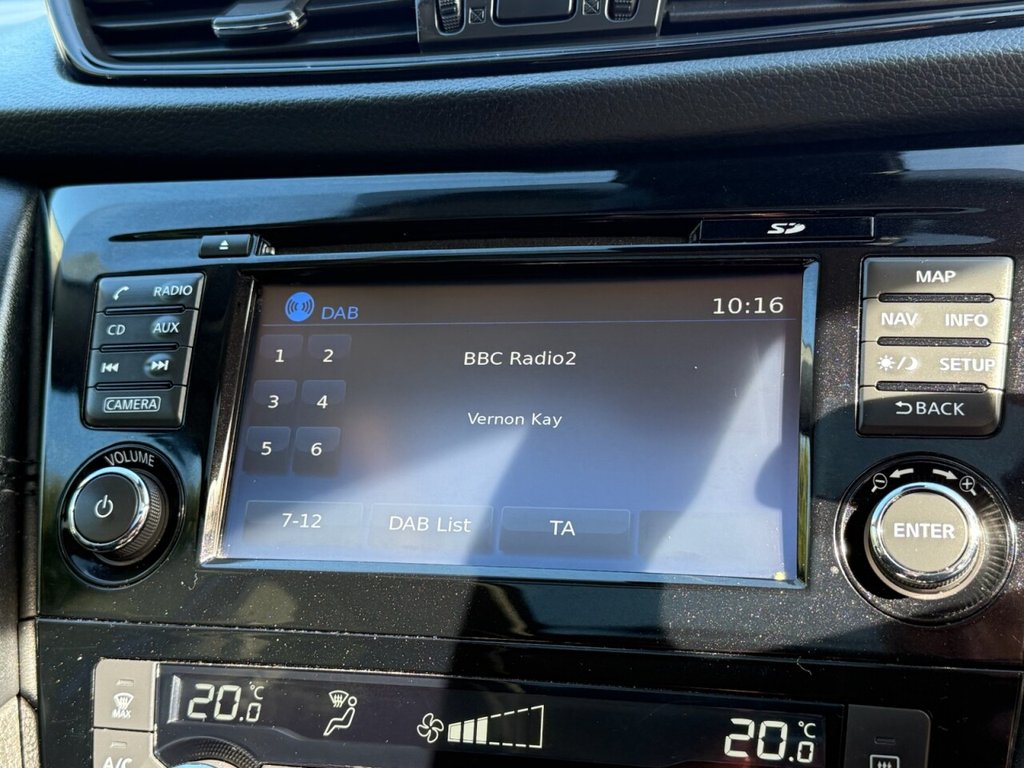 SD
RADIO
CD AUX
CAMERA
VOLUME
DAB 10:16
1 2
3 4
5 6
BBC Radio2
Vernon Kay
7-12 DAB List TA
MAP
NAV INFO
SETUP
BACK
ENTER
MAX
A/C
20.0°C
20.0°C